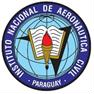 INSTITUTO NACIONAL DE AERONAUTICA CIVIL
· PARAGUAY ·